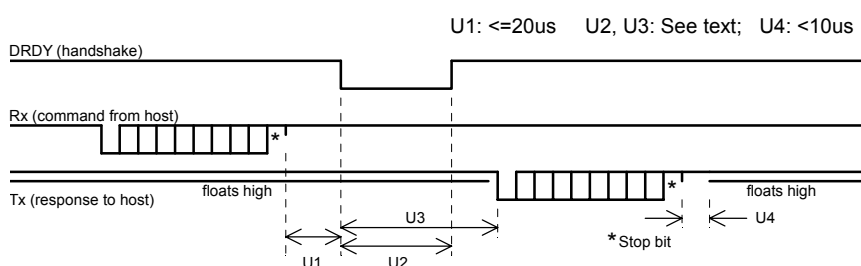 U1: <=20us U2, U3: See text; U4: <10us
DRDY (handshake)
Rx (command from host)
*
*
Tx (response to host)
floats high
floats high
U3
U4
*Stop bit
U1
U2